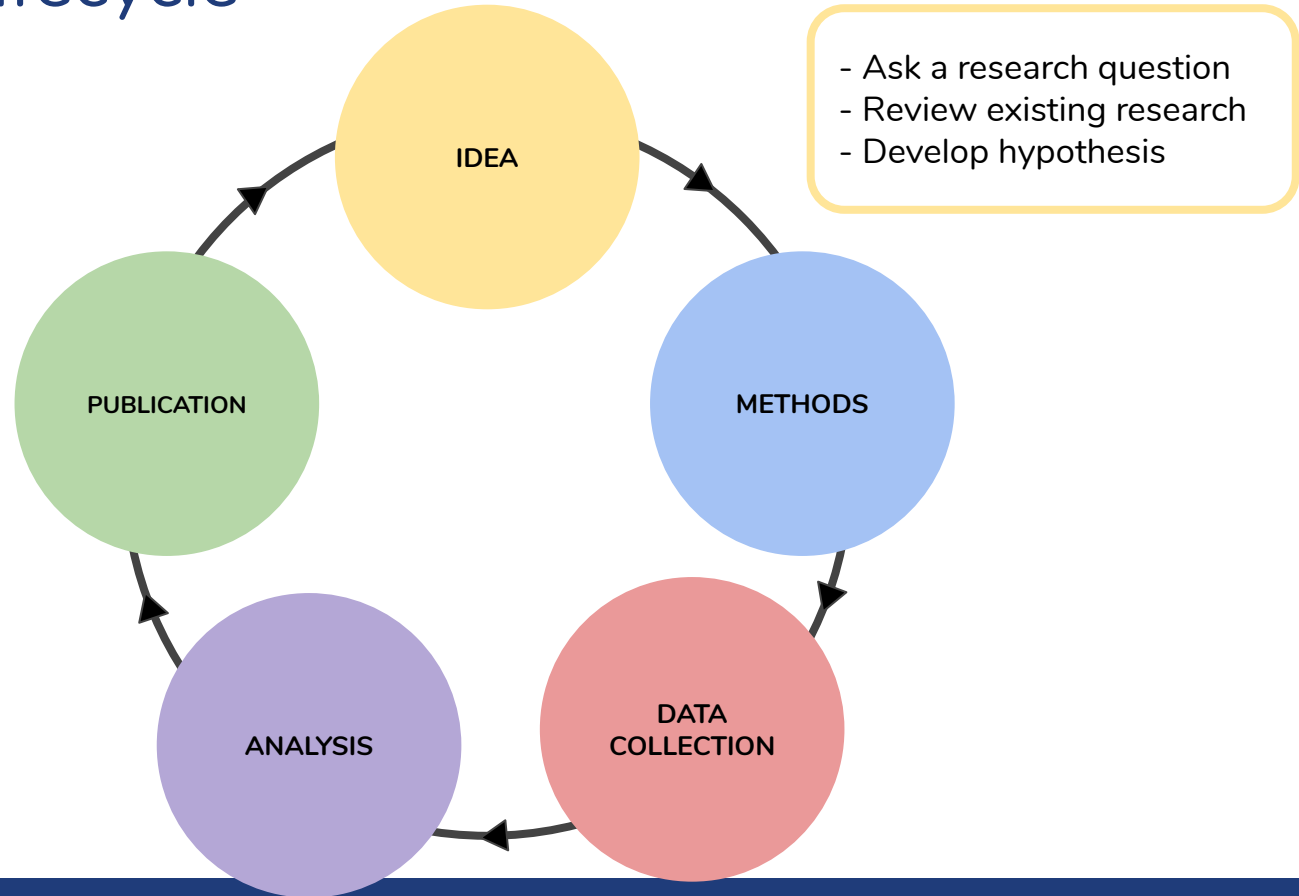 IDEA
- Ask a research question
- Review existing research
- Develop hypothesis
PUBLICATION
METHODS
DATA
COLLECTION
ANALYSIS